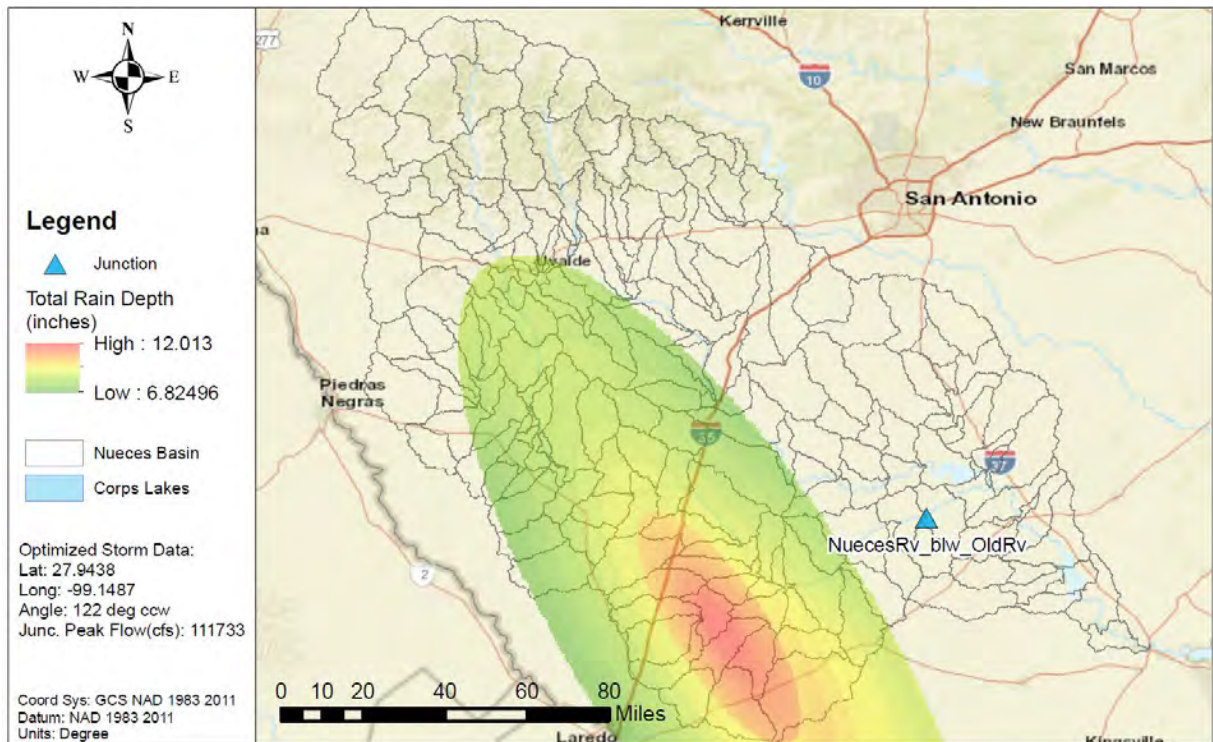 N
W
E
S
Legend
Junction
Total Rain Depth
(inches)
High : 12.013
Low : 6.82496
Nueces Basin
Corps Lakes
Optimized Storm Data:
Lat: 27.9438
Long: -99.1487
Angle: 122 deg ccw
Junc. Peak Flow(cfs): 111733
Coord Sys: GCS NAD 1983 2011
Datum: NAD 1983 2011
Units: Degree
277
Kerrville
10
San Marcos
New Braunfels
San Antonio
na
Uvalde
Piedras
Negras
35
37
NuecesRv_blw_OldRv
2
0 10 20 40 60 80
Miles
Laredo
Kingsville